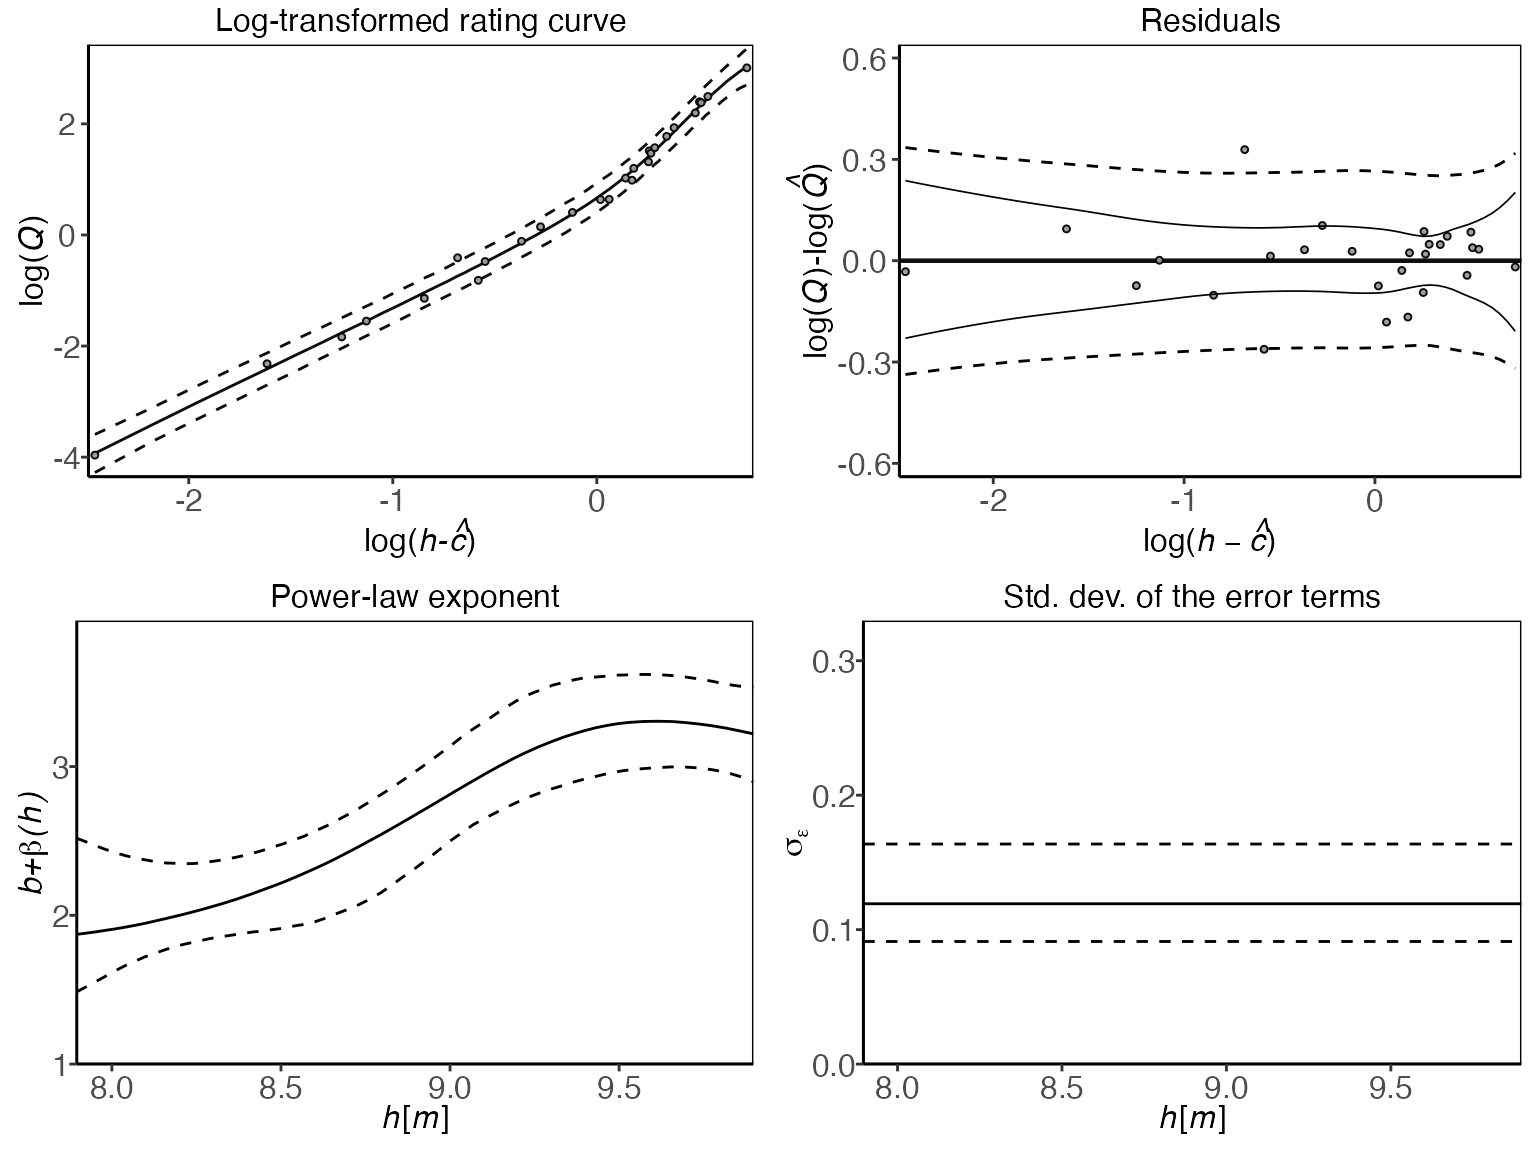 Log-transformed rating curve
log(Q)
2
0
-2
-4
-2 -1 0
log(h-ĉ)
Residuals
log(Q)-log(Q̂)
0.6
0.3
0.0
-0.3
-0.6
-2 -1 0
log(h – ĉ)
Power-law exponent
b+β(h)
3
2
1
8.0 8.5 9.0 9.5
h[m]
Std. dev. of the error terms
σε
0.3
0.2
0.1
0.0
8.0 8.5 9.0 9.5
h[m]